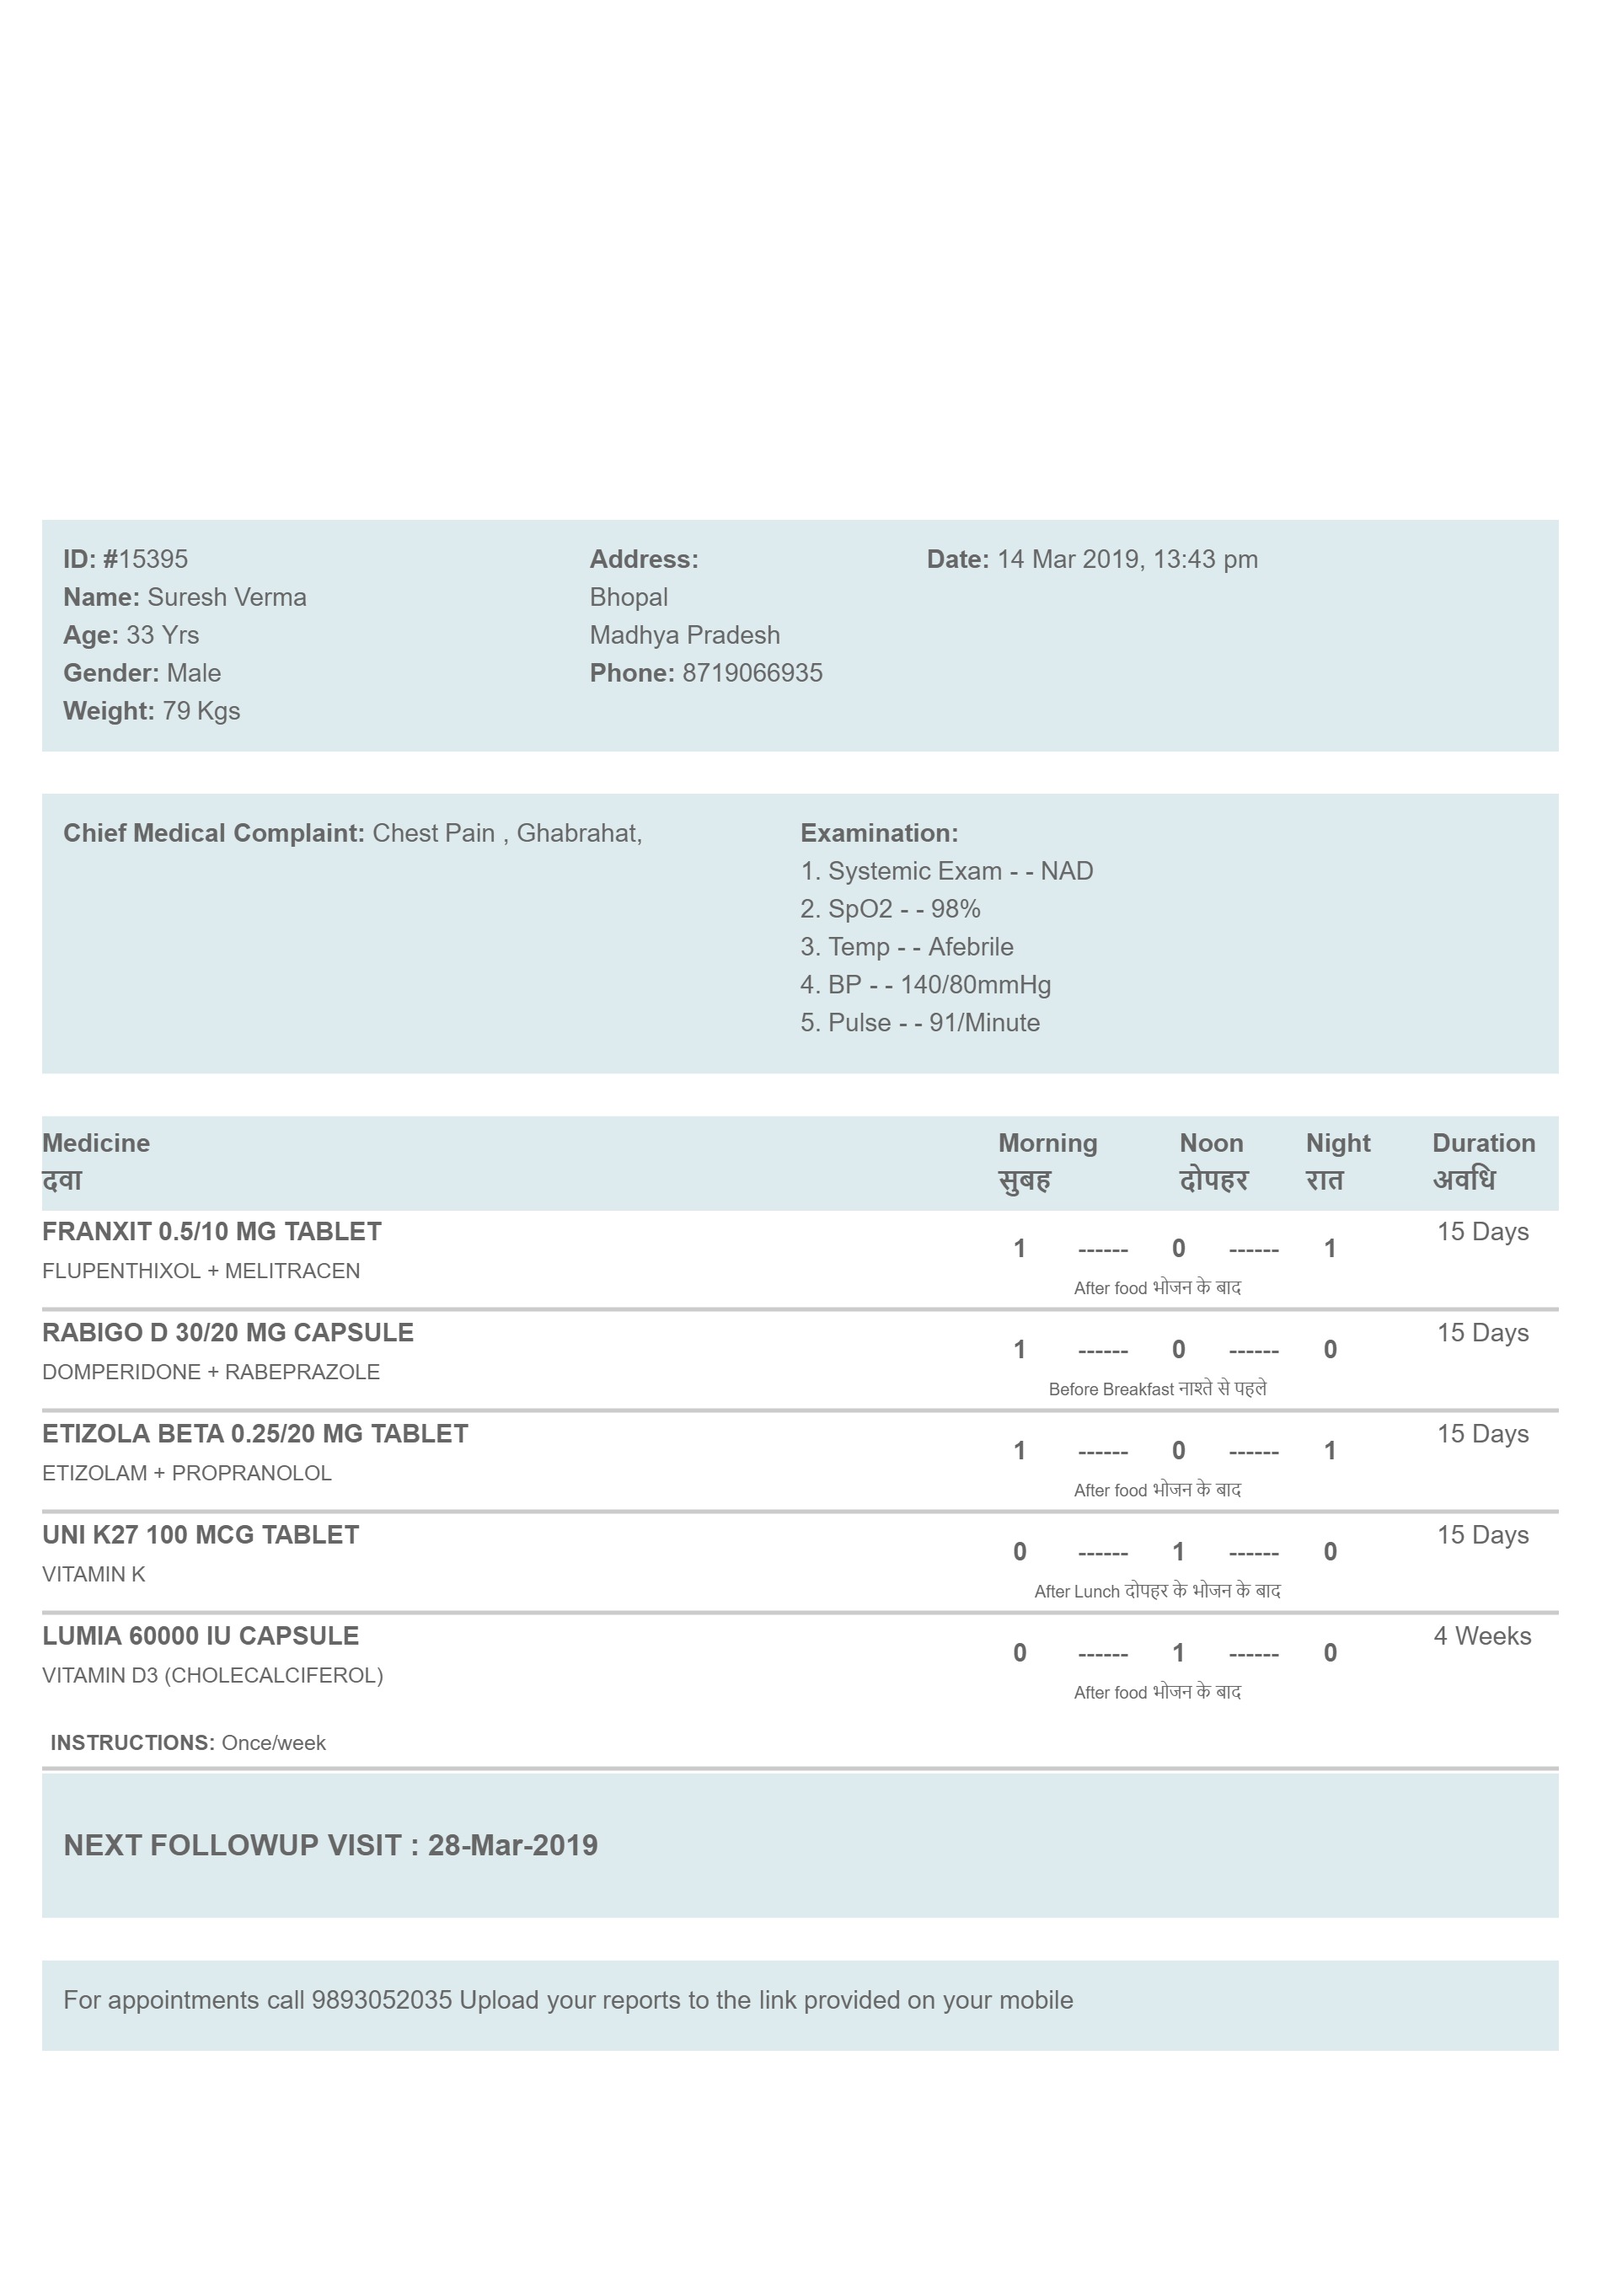 ID: #15395
Name: Suresh Verma
Age: 33 Yrs
Gender: Male
Weight: 79 Kgs
Address:
Bhopal
Madhya Pradesh
Phone: 8719066935
Date: 14 Mar 2019, 13:43 pm
Chief Medical Complaint: Chest Pain , Ghabrahat,
Examination:
1. Systemic Exam - - NAD
2. SpO2 - - 98%
3. Temp - - Afebrile
4. BP - - 140/80mmHg
5. Pulse - - 91/Minute
Medicine Morning Noon Night Duration
दवा सुबह दोपहर रात अवधि
FRANXIT 0.5/10 MG TABLET 15 Days
1 ------ 0 ------ 1
FLUPENTHIXOL + MELITRACEN
After food भोजन के बाद
RABIGO D 30/20 MG CAPSULE 15 Days
1 ------ 0 ------ 0
DOMPERIDONE + RABEPRAZOLE
Before Breakfast नाश्ते से पहले
ETIZOLA BETA 0.25/20 MG TABLET 15 Days
1 ------ 0 ------ 1
ETIZOLAM + PROPRANOLOL
After food भोजन के बाद
UNI K27 100 MCG TABLET 15 Days
0 ------ 1 ------ 0
VITAMIN K
After Lunch दोपहर के भोजन के बाद
LUMIA 60000 IU CAPSULE 4 Weeks
0 ------ 1 ------ 0
VITAMIN D3 (CHOLECALCIFEROL)
After food भोजन के बाद
INSTRUCTIONS: Once/week
NEXT FOLLOWUP VISIT : 28-Mar-2019
For appointments call 9893052035 Upload your reports to the link provided on your mobile